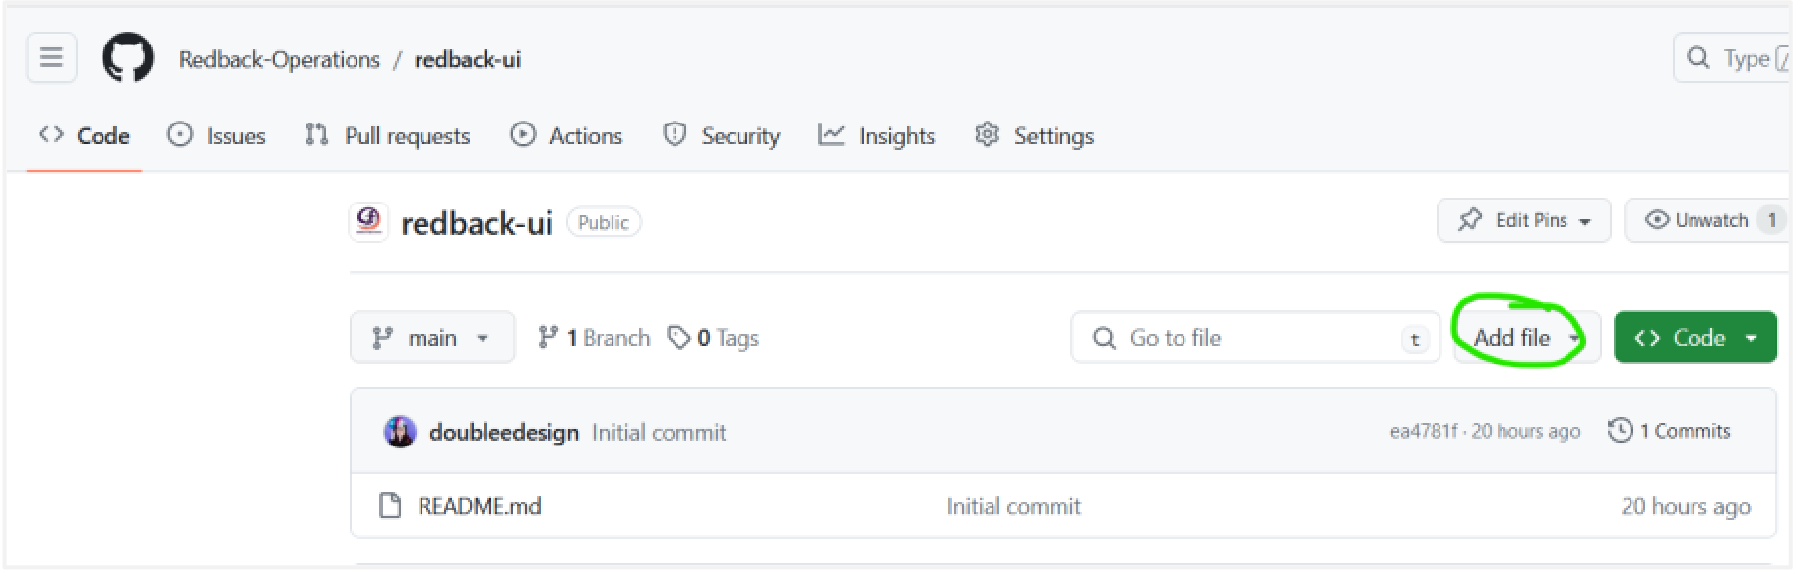 Redback-Operations / redback-ui
Type /
Code Issues Pull requests Actions Security Insights Settings
redback-ui Public
Edit Pins Unwatch 1
main 1 Branch 0 Tags Go to file t Add file Code
doubleedesign Initial commit ea4781f · 20 hours ago 1 Commits
README.md Initial commit 20 hours ago